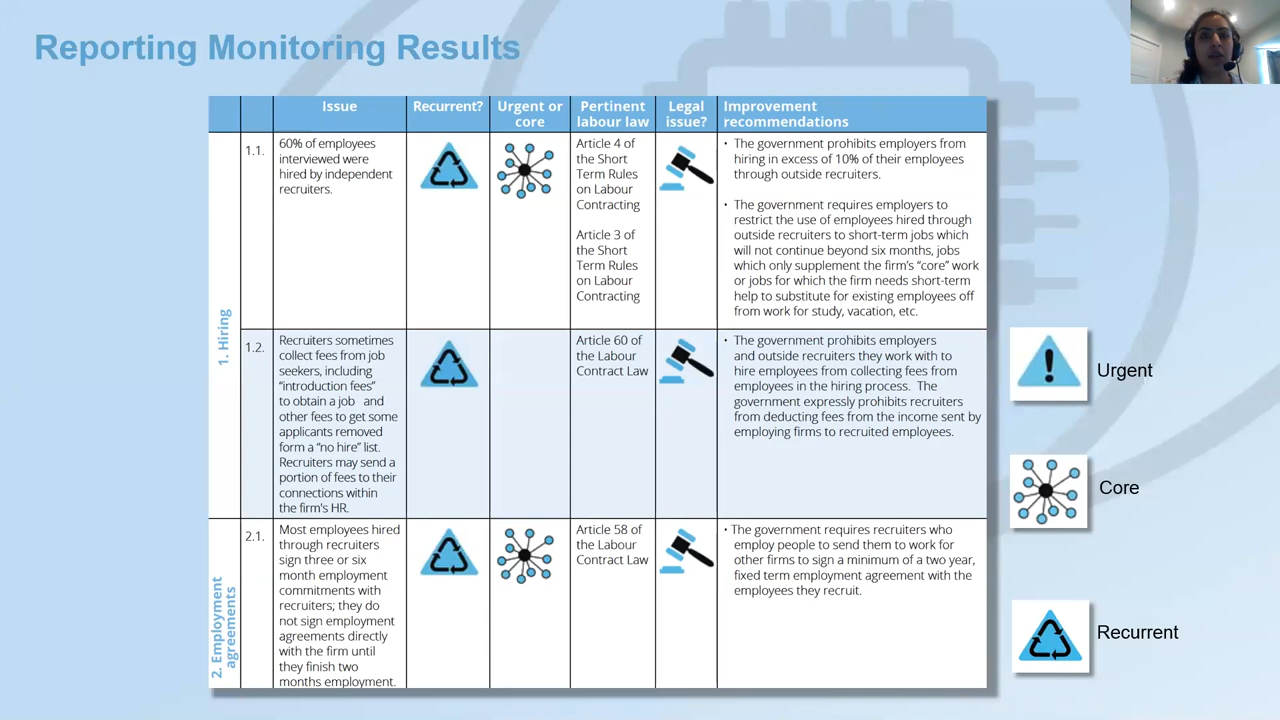 Reporting Monitoring Results
Issue
Recurrent?
Urgent or
core
Pertinent
labour law
Legal
issue?
Improvement
recommendations
1. Hiring
1.1.
60% of employees
interviewed were
hired by independent
recruiters.
Article 4 of
the Short
Term Rules
on Labour
Contracting
Article 3 of
the Short
Term Rules
on Labour
Contracting
• The government prohibits employers from
hiring in excess of 10% of their employees
through outside recruiters.
• The government requires employers to
restrict the use of employees hired through
outside recruiters to short-term jobs which
will not continue beyond six months, jobs
which only supplement the firm's "core" work
or jobs for which the firm needs short-term
help to substitute for existing employees off
from work for study, vacation, etc.
1.2.
Recruiters sometimes
collect fees from job
seekers, including
"introduction fees"
to obtain a job and
other fees to get some
applicants removed
form a "no hire" list.
Recruiters may send a
portion of fees to their
connections within
the firm's HR.
Article 60 of
the Labour
Contract Law
• The government prohibits employers
and outside recruiters they work with to
hire employees from collecting fees from
employees in the hiring process. The
government expressly prohibits recruiters
from deducting fees from the income sent by
employing firms to recruited employees.
2. Employment
agreements
2.1.
Most employees hired
through recruiters
sign three or six
month employment
commitments with
recruiters; they do
not sign employment
agreements directly
with the firm until
they finish two
months employment.
Article 58 of
the Labour
Contract Law
• The government requires recruiters who
employ people to send them to work for
other firms to sign a minimum of a two year,
fixed term employment agreement with the
employees they recruit.
Urgent
Core
Recurrent